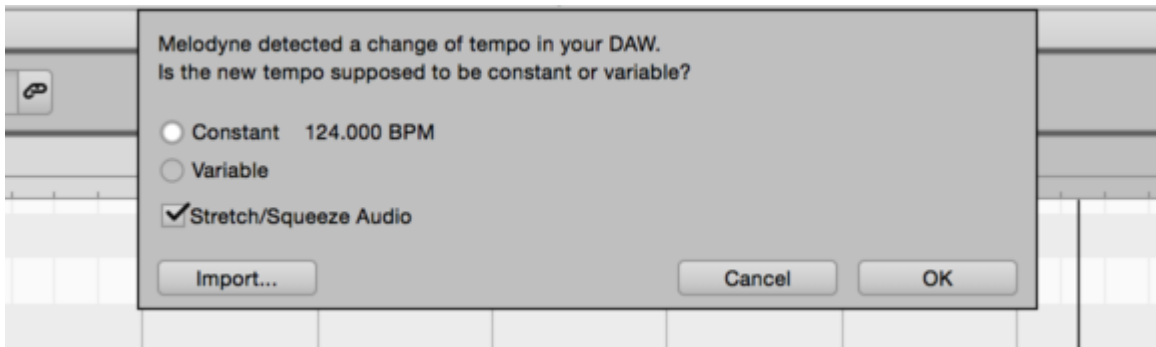 Melodyne detected a change of tempo in your DAW.
Is the new tempo supposed to be constant or variable?
Constant 124.000 BPM
Variable
Stretch/Squeeze Audio
Import...
Cancel
OK